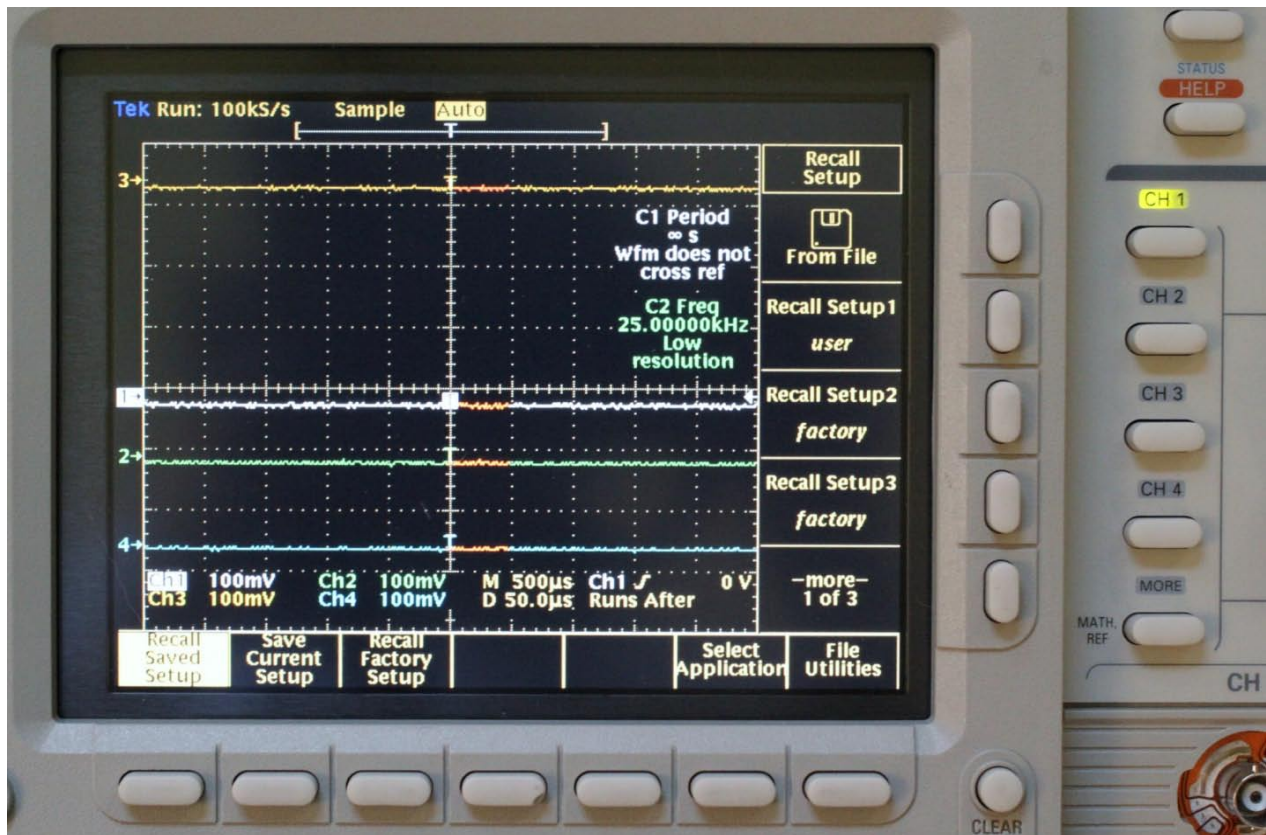 Tek Run: 100kS/s Sample Auto
T
[ ]
3→
C1 Period
∞ s
Wfm does not
cross ref
C2 Freq
25.00000kHz
Low
resolution
1→
2→
4→
Ch1 100mV Ch2 100mV M 500µs Ch1 ∫ 0 V
Ch3 100mV Ch4 100mV D 50.0µs Runs After
Recall
Setup
From File
Recall Setup1
user
Recall Setup2
factory
Recall Setup3
factory
–more–
1 of 3
Recall
Saved
Setup
Save
Current
Setup
Recall
Factory
Setup
Select
Application
File
Utilities
STATUS
HELP
CH 1
CH 2
CH 3
CH 4
MORE
MATH,
REF
CH
CLEAR